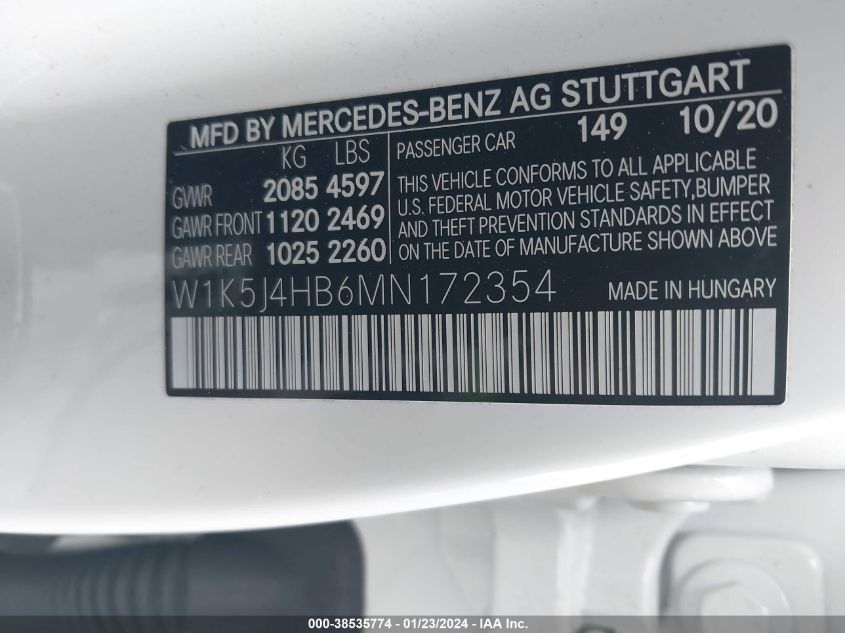 MFD BY MERCEDES-BENZ AG STUTTGART
KG LBS
GVWR 2085 4597
GAWR FRONT 1120 2469
GAWR REAR 1025 2260
PASSENGER CAR 149 10/20
THIS VEHICLE CONFORMS TO ALL APPLICABLE
U.S. FEDERAL MOTOR VEHICLE SAFETY,BUMPER
AND THEFT PREVENTION STANDARDS IN EFFECT
ON THE DATE OF MANUFACTURE SHOWN ABOVE
W1K5J4HB6MN172354 MADE IN HUNGARY
000-38535774 - 01/23/2024 - IAAI, Inc.